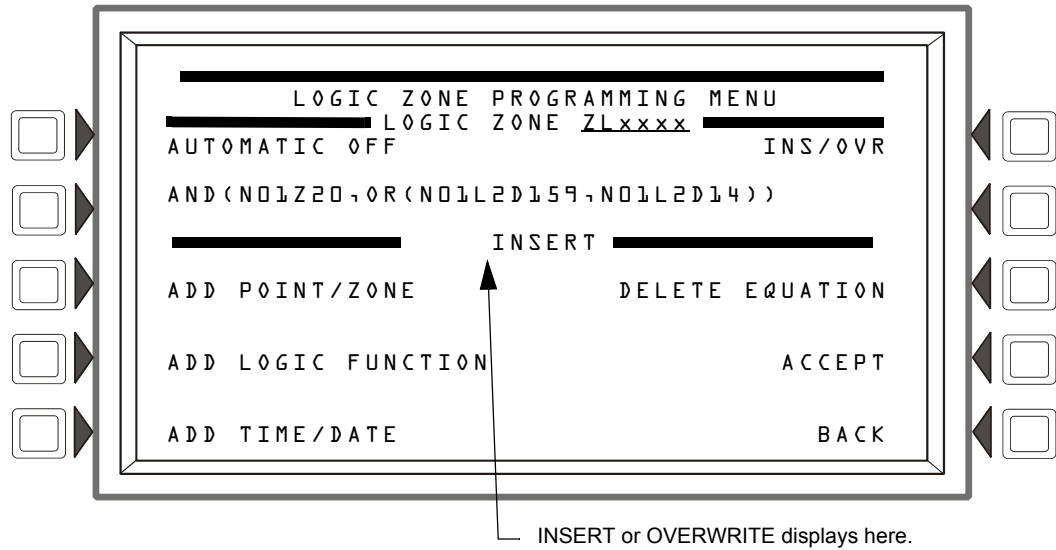 LOGIC ZONE PROGRAMMING MENU
LOGIC ZONE ZLxxxx
AUTOMATIC OFF INS/OVR
AND(N01Z20,OR(N01L2D159,N01L2D14))
INSERT
ADD POINT/ZONE DELETE EQUATION
ADD LOGIC FUNCTION ACCEPT
ADD TIME/DATE BACK
INSERT or OVERWRITE displays here.